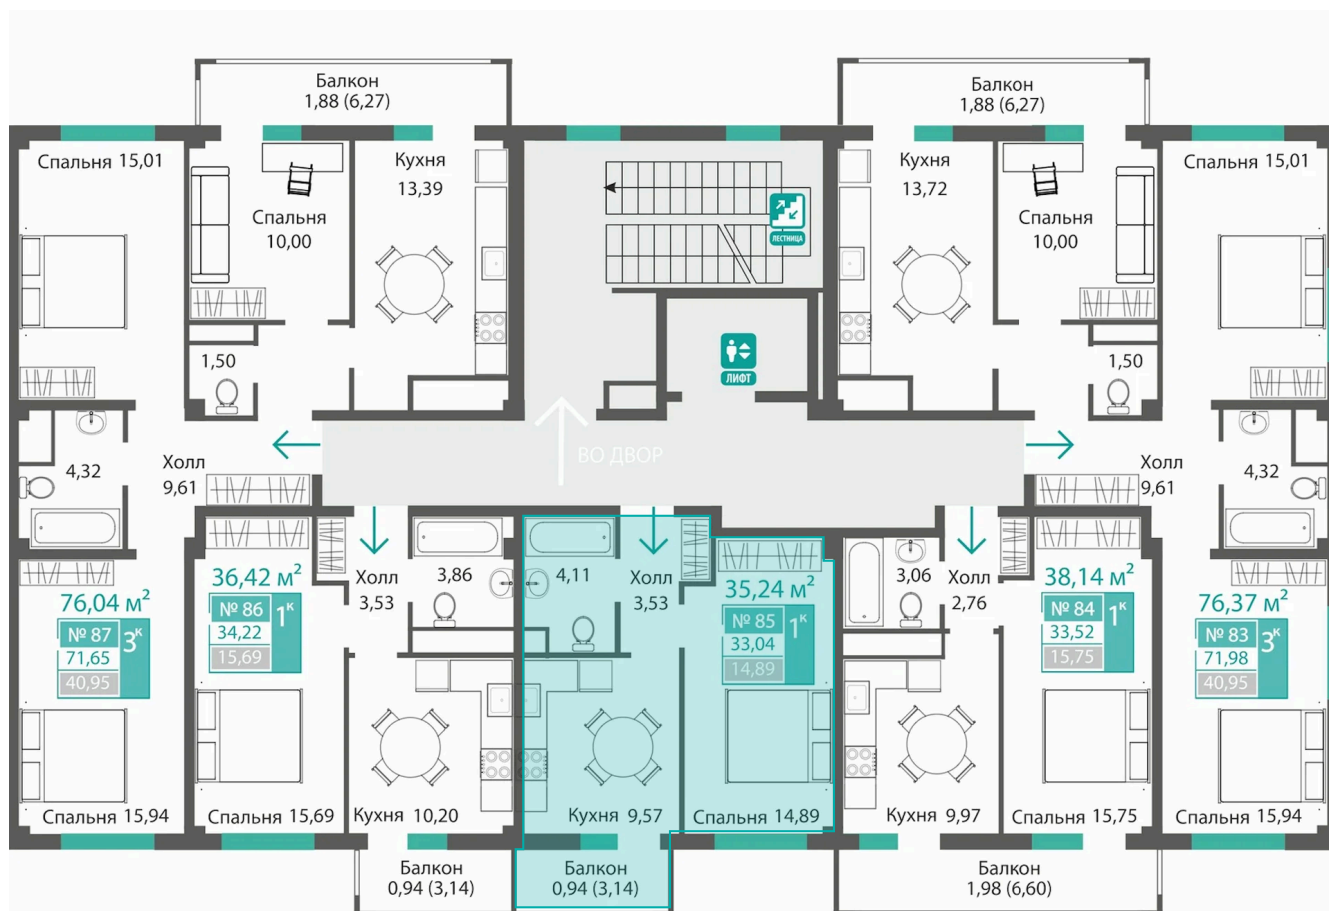 Балкон
1,88 (6,27)
Балкон
1,88 (6,27)
Спальня 15,01
Кухня
13,39
Спальня
10,00
ЛЕСТНИЦА
Кухня
13,72
Спальня
10,00
Спальня 15,01
1,50
ЛИФТ
1,50
4,32
Холл
9,61
ВО ДВОР
Холл
9,61
4,32
76,04 м²
№ 87
71,65
40,95
3к
36,42 м²
№ 86
34,22
15,69
1к
Холл
3,53
3,86
4,11
Холл
3,53
35,24 м²
№ 85
33,04
14,89
1к
3,06
Холл
2,76
38,14 м²
№ 84
33,52
15,75
1к
76,37 м²
№ 83
71,98
40,95
3к
Спальня 15,94
Спальня 15,69
Кухня 10,20
Кухня 9,57
Спальня 14,89
Кухня 9,97
Спальня 15,75
Спальня 15,94
Балкон
0,94 (3,14)
Балкон
0,94 (3,14)
Балкон
1,98 (6,60)